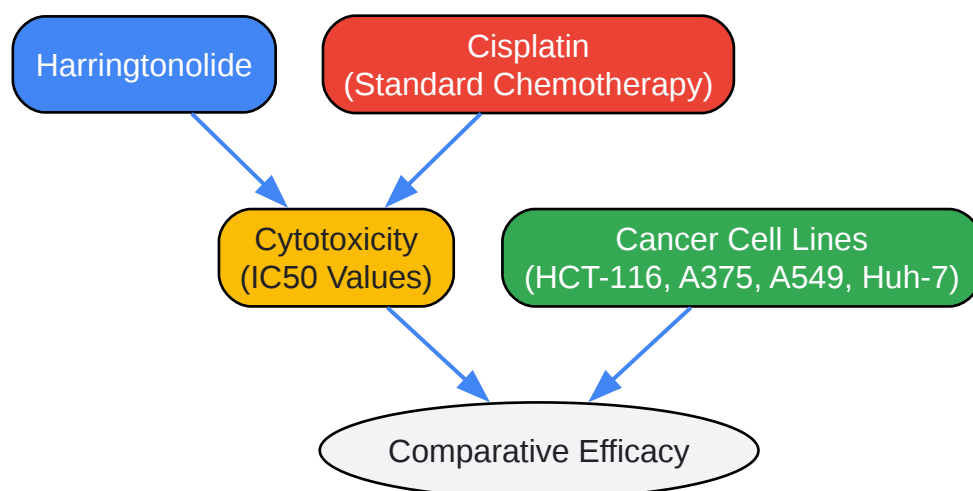 Harringtonolide
Cisplatin
(Standard Chemotherapy)
Cytotoxicity
(IC50 Values)
Cancer Cell Lines
(HCT-116, A375, A549, Huh-7)
Comparative Efficacy